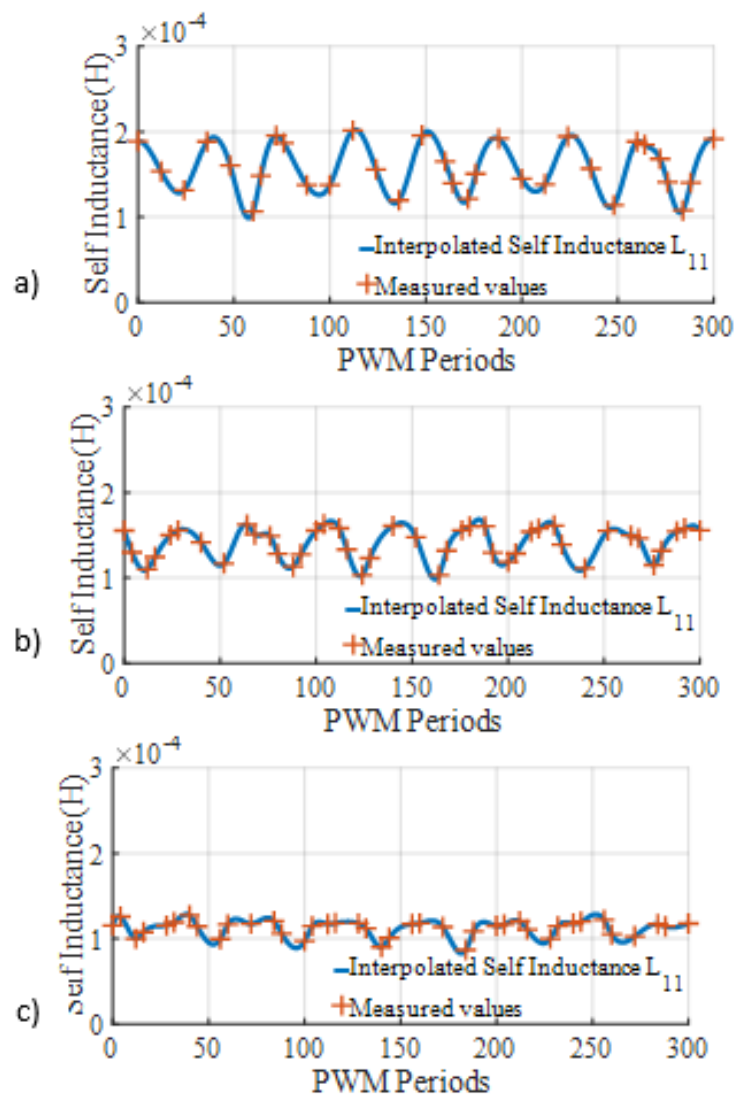 ×10⁻⁴
3
2
1
0
Self Inductance(H)
Interpolated Self Inductance L₁₁
Measured values
a)
0 50 100 150 200 250 300
PWM Periods
×10⁻⁴
3
2
1
0
Self Inductance(H)
Interpolated Self Inductance L₁₁
Measured values
b)
0 50 100 150 200 250 300
PWM Periods
×10⁻⁴
3
2
1
0
Self Inductance(H)
Interpolated Self Inductance L₁₁
Measured values
c)
0 50 100 150 200 250 300
PWM Periods